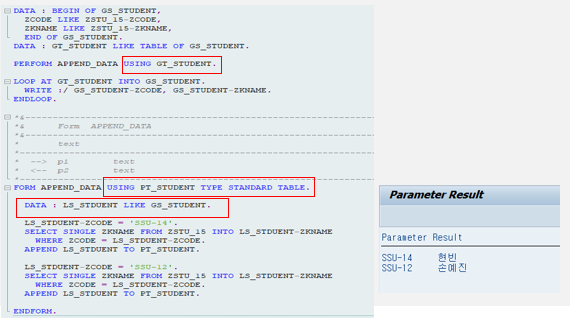 DATA : BEGIN OF GS_STUDENT,
ZCODE LIKE ZSTU_15-ZCODE,
ZKNAME LIKE ZSTU_15-ZKNAME,
END OF GS_STUDENT.
DATA : GT_STUDENT LIKE TABLE OF GS_STUDENT.
PERFORM APPEND_DATA USING GT_STUDENT.
LOOP AT GT_STUDENT INTO GS_STUDENT.
WRITE :/ GS_STUDENT-ZCODE, GS_STUDENT-ZKNAME.
ENDLOOP.
*&---------------------------------------------------------------------
*&      Form  APPEND_DATA
*&---------------------------------------------------------------------
*       text
*----------------------------------------------------------------------
*  -->  p1        text
*  <--  p2        text
*----------------------------------------------------------------------
FORM APPEND_DATA USING PT_STUDENT TYPE STANDARD TABLE.
DATA : LS_STDUENT LIKE GS_STUDENT.
LS_STDUENT-ZCODE = 'SSU-14'.
SELECT SINGLE ZKNAME FROM ZSTU_15 INTO LS_STDUENT-ZKNAME
WHERE ZCODE = LS_STDUENT-ZCODE.
APPEND LS_STDUENT TO PT_STUDENT.
LS_STDUENT-ZCODE = 'SSU-12'.
SELECT SINGLE ZKNAME FROM ZSTU_15 INTO LS_STDUENT-ZKNAME
WHERE ZCODE = LS_STDUENT-ZCODE.
APPEND LS_STDUENT TO PT_STUDENT.
ENDFORM.
Parameter Result
Parameter Result
SSU-14 현빈
SSU-12 손예진